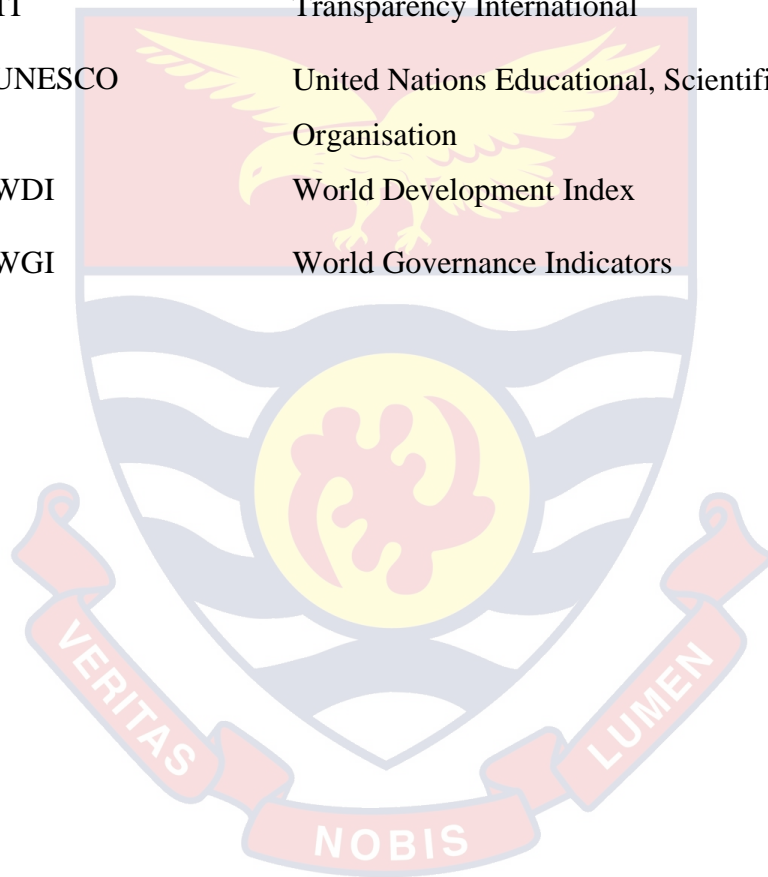 TI Transparency International
UNESCO United Nations Educational, Scientifi
Organisation
WDI World Development Index
WGI World Governance Indicators
VERITAS
NOBIS
LUMEN